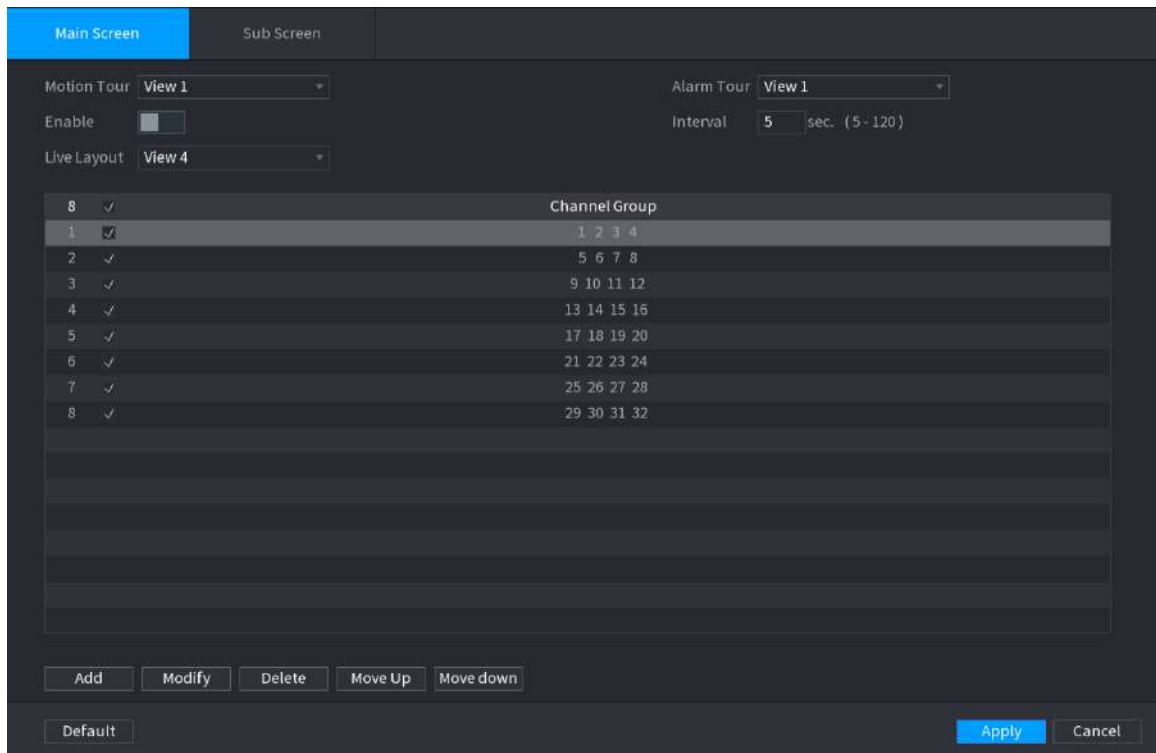 Main Screen Sub Screen
Motion Tour View 1 Alarm Tour View 1
Enable Interval 5 sec. (5-120)
Live Layout View 4
8 Channel Group
1 1 2 3 4
2 5 6 7 8
3 9 10 11 12
4 13 14 15 16
5 17 18 19 20
6 21 22 23 24
7 25 26 27 28
8 29 30 31 32
Add Modify Delete Move Up Move down
Default Apply Cancel